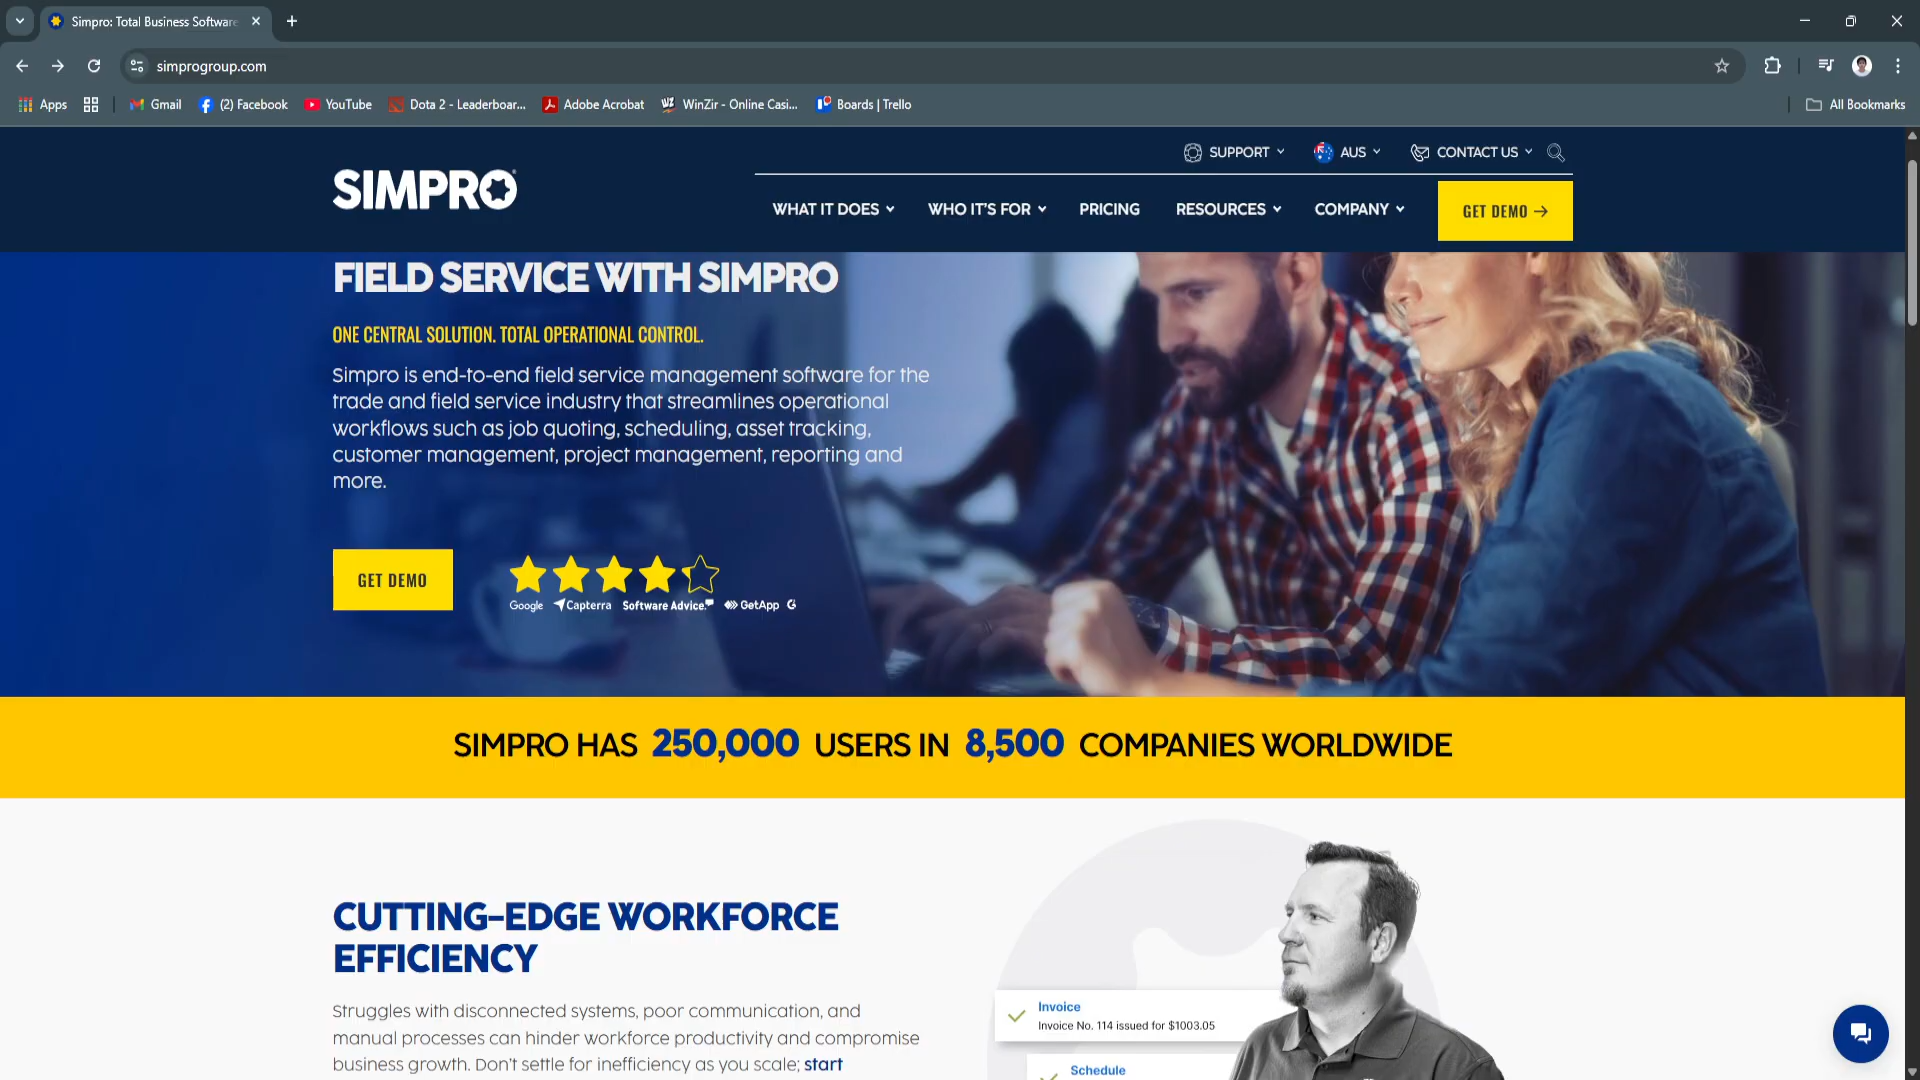 Simpro: Total Business Software
simprogroup.com
Apps
Gmail
(2) Facebook
YouTube
Dota 2 - Leaderboar...
Adobe Acrobat
WinZir - Online Casi...
Boards | Trello
All Bookmarks
SUPPORT
AUS
CONTACT US
SIMPRO
WHAT IT DOES
WHO IT'S FOR
PRICING
RESOURCES
COMPANY
GET DEMO →
FIELD SERVICE WITH SIMPRO
ONE CENTRAL SOLUTION. TOTAL OPERATIONAL CONTROL.
Simpro is end-to-end field service management software for the
trade and field service industry that streamlines operational
workflows such as job quoting, scheduling, asset tracking,
customer management, project management, reporting and
more.
GET DEMO
Google
Capterra
Software Advice.
GetApp
SIMPRO HAS 250,000 USERS IN 8,500 COMPANIES WORLDWIDE
CUTTING-EDGE WORKFORCE
EFFICIENCY
Struggles with disconnected systems, poor communication, and
manual processes can hinder workforce productivity and compromise
business growth. Don't settle for inefficiency as you scale; start
Invoice
Invoice No. 114 issued for $1003.05
Schedule